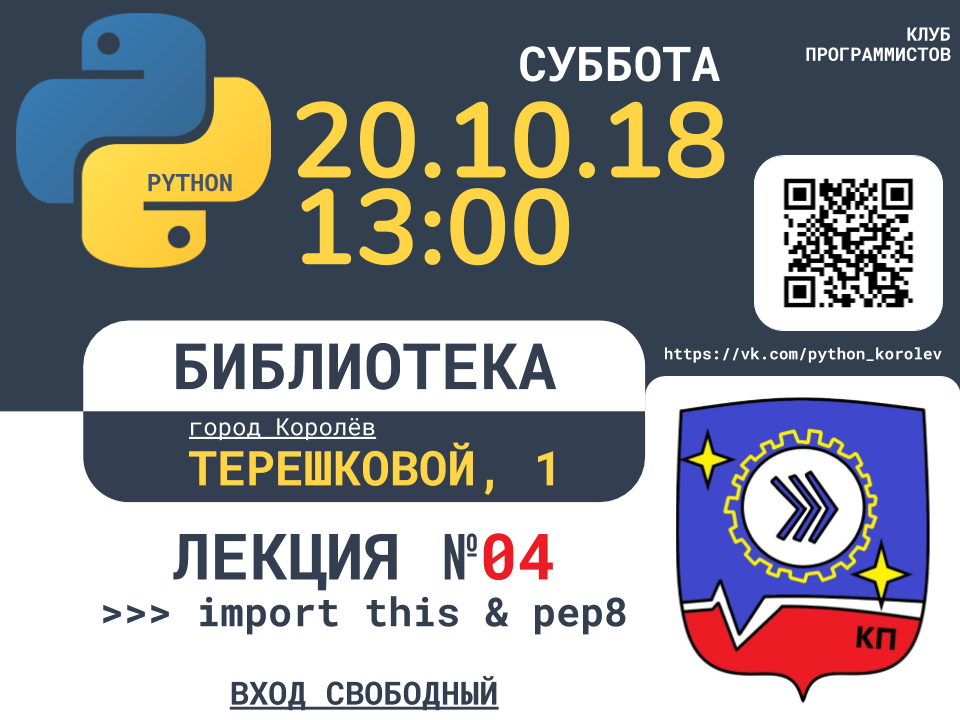 КЛУБ
ПРОГРАММИСТОВ
СУББОТА
20.10.18
13:00
PYTHON
https://vk.com/python_korolev
БИБЛИОТЕКА
город Королёв
ТЕРЕШКОВОЙ, 1
ЛЕКЦИЯ №04
>>> import this & pep8
КП
ВХОД СВОБОДНЫЙ